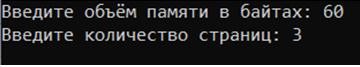 Введите объём памяти в байтах: 60
Введите количество страниц: 3